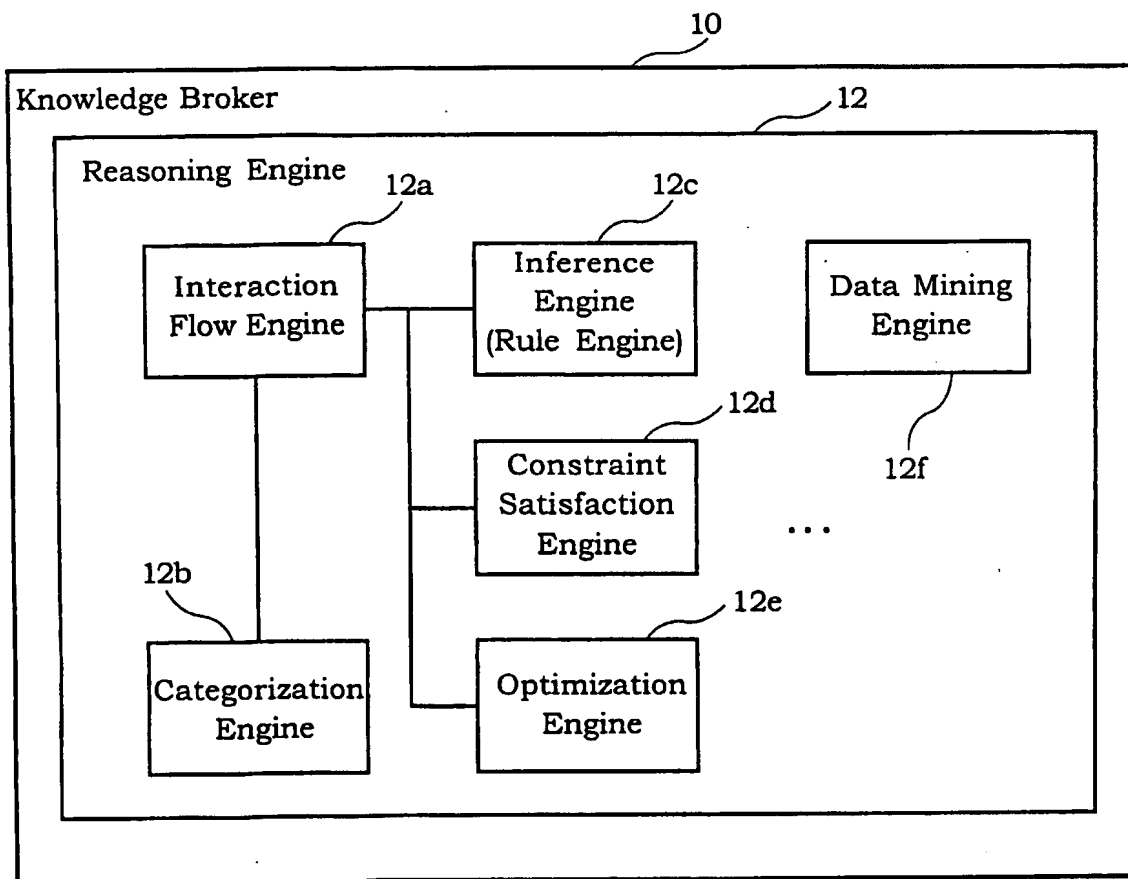 10
Knowledge Broker
12
Reasoning Engine
12a
12c
Interaction
Flow Engine
Inference
Engine
(Rule Engine)
Data Mining
Engine
12d
12f
Constraint
Satisfaction
Engine
...
12b
12e
Categorization
Engine
Optimization
Engine